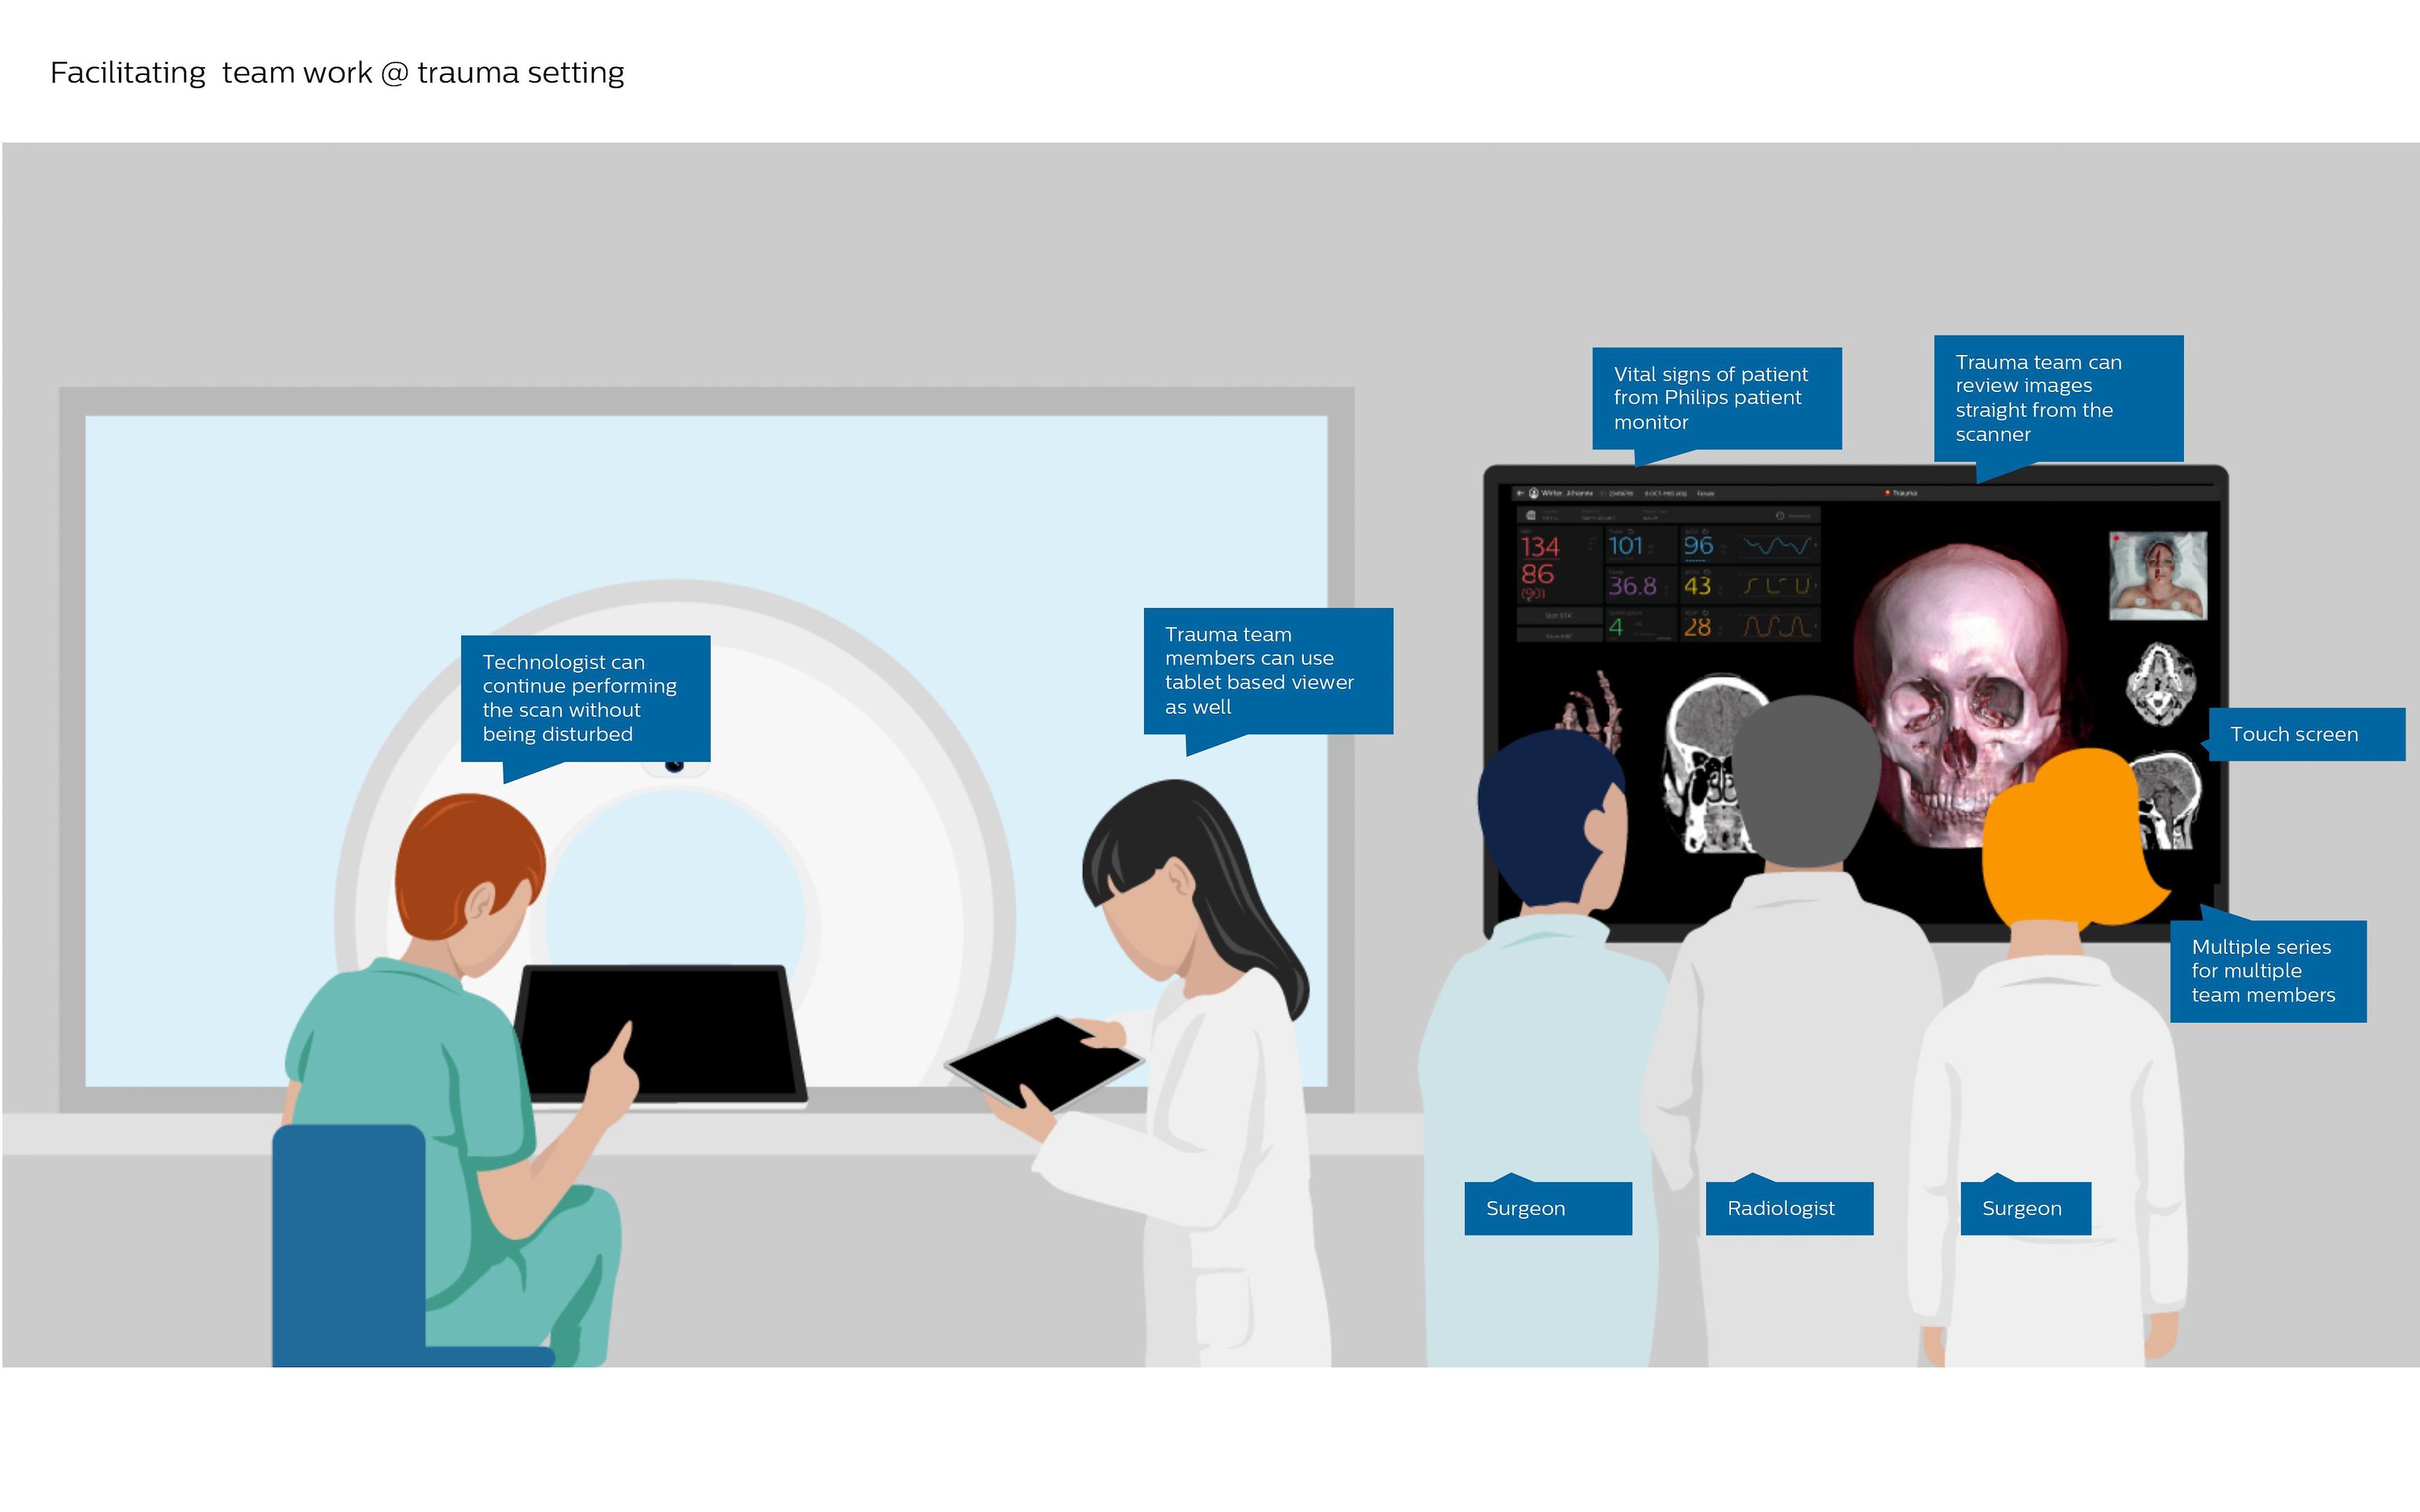 Facilitating  team work @ trauma setting
Vital signs of patient
from Philips patient
monitor
Trauma team can
review images
straight from the
scanner
Technologist can
continue performing
the scan without
being disturbed
Trauma team
members can use
tablet based viewer
as well
Trauma
134
86
(90)
101
96
36.8
43
4
28
Touch screen
Multiple series
for multiple
team members
Surgeon
Radiologist
Surgeon